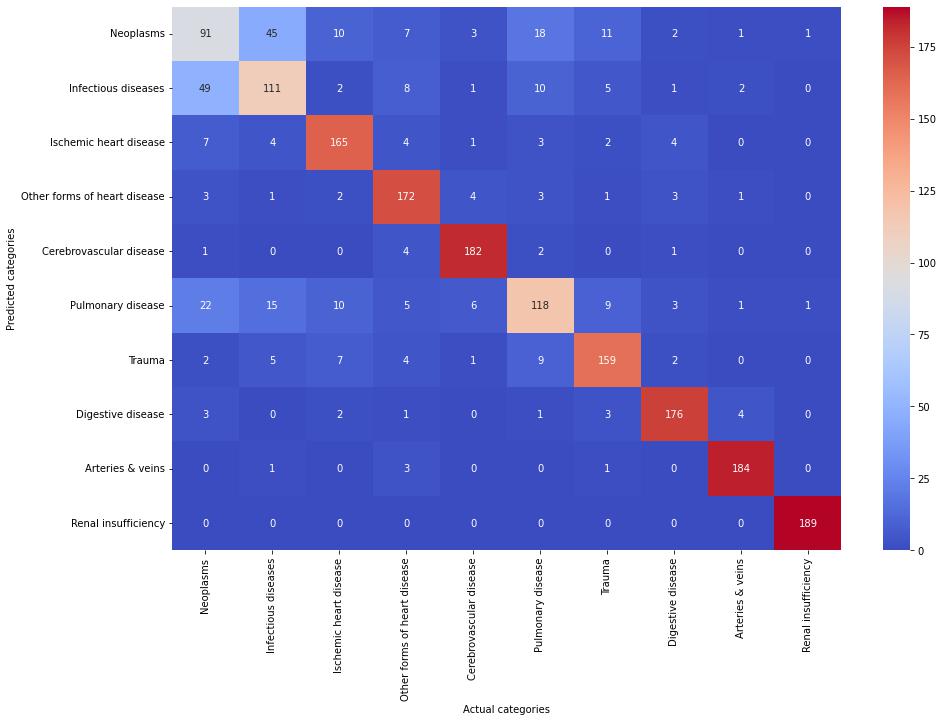 Predicted categories
Neoplasms 91 45 10 7 3 18 11 2 1 1
Infectious diseases 49 111 2 8 1 10 5 1 2 0
Ischemic heart disease 7 4 165 4 1 3 2 4 0 0
Other forms of heart disease 3 1 2 172 4 3 1 3 1 0
Cerebrovascular disease 1 0 0 4 182 2 0 1 0 0
Pulmonary disease 22 15 10 5 6 118 9 3 1 1
Trauma 2 5 7 4 1 9 159 2 0 0
Digestive disease 3 0 2 1 0 1 3 176 4 0
Arteries & veins 0 1 0 3 0 0 1 0 184 0
Renal insufficiency 0 0 0 0 0 0 0 0 0 189
Neoplasms
Infectious diseases
Ischemic heart disease
Other forms of heart disease
Cerebrovascular disease
Pulmonary disease
Trauma
Digestive disease
Arteries & veins
Renal insufficiency
Actual categories
175
150
125
100
75
50
25
0